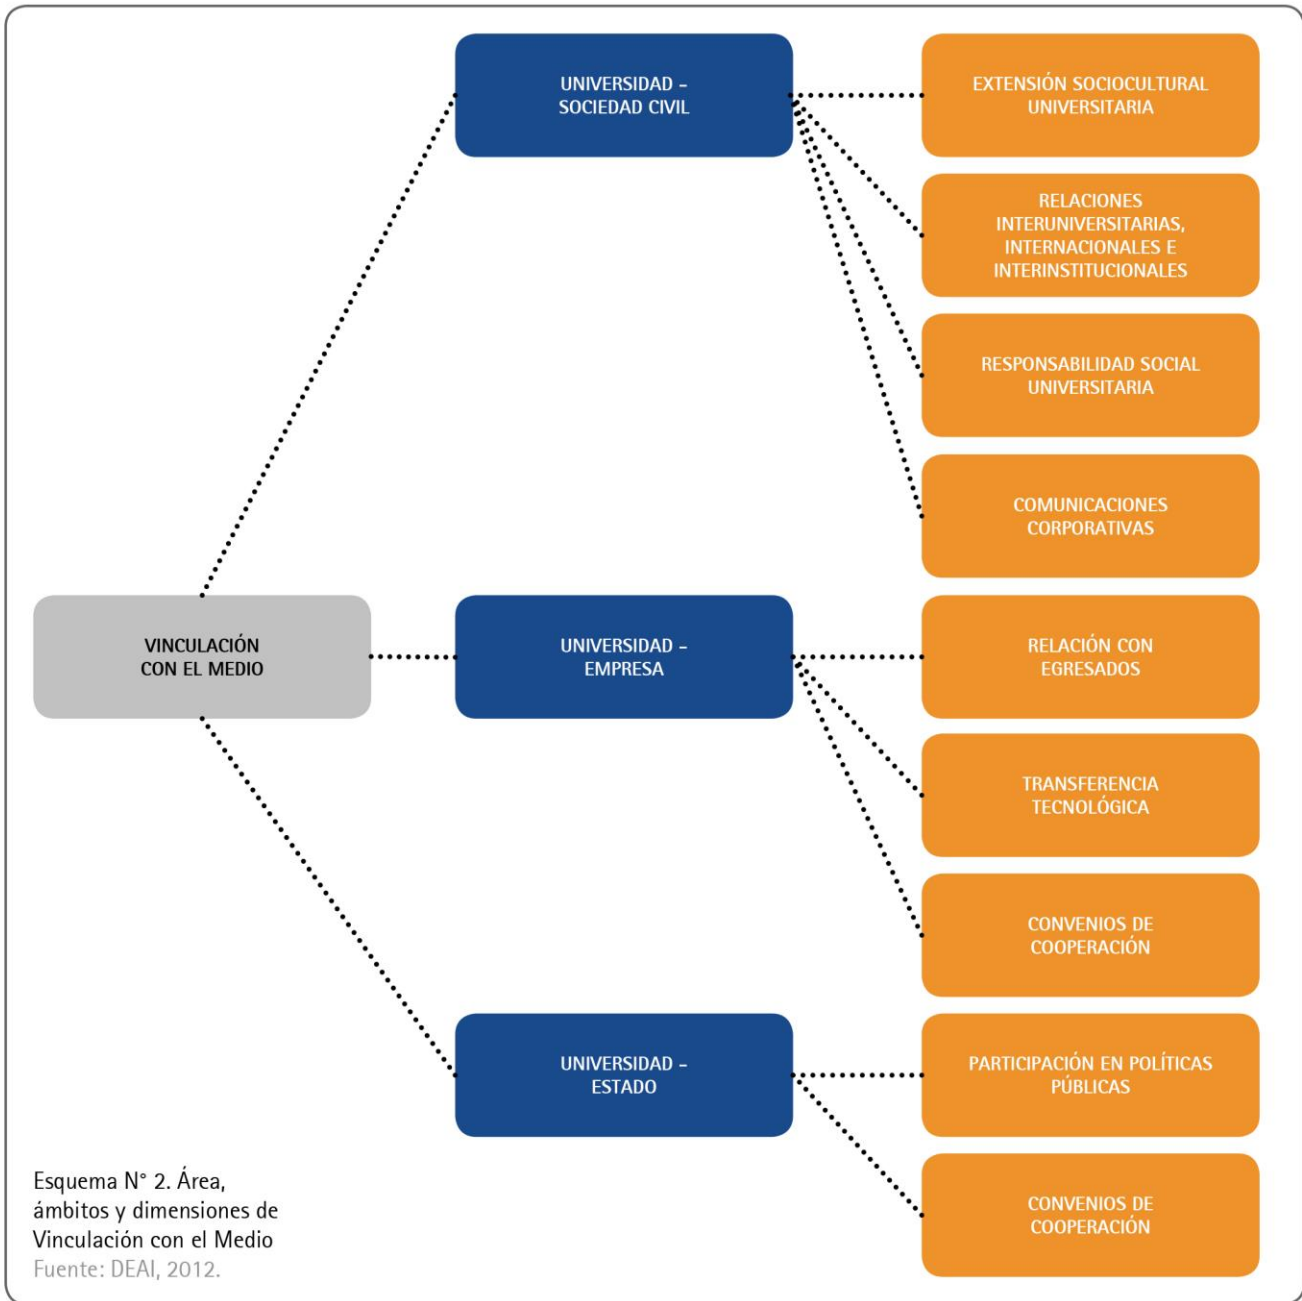 UNIVERSIDAD –
SOCIEDAD CIVIL
EXTENSIÓN SOCIOCULTURAL
UNIVERSITARIA
RELACIONES
INTERUNIVERSITARIAS,
INTERNACIONALES E
INTERINSTITUCIONALES
RESPONSABILIDAD SOCIAL
UNIVERSITARIA
COMUNICACIONES
CORPORATIVAS
VINCULACIÓN
CON EL MEDIO
UNIVERSIDAD –
EMPRESA
RELACIÓN CON
EGRESADOS
TRANSFERENCIA
TECNOLÓGICA
CONVENIOS DE
COOPERACIÓN
UNIVERSIDAD –
ESTADO
PARTICIPACIÓN EN POLÍTICAS
PÚBLICAS
CONVENIOS DE
COOPERACIÓN
Esquema N° 2. Área,
ámbitos y dimensiones de
Vinculación con el Medio
Fuente: DEAI, 2012.